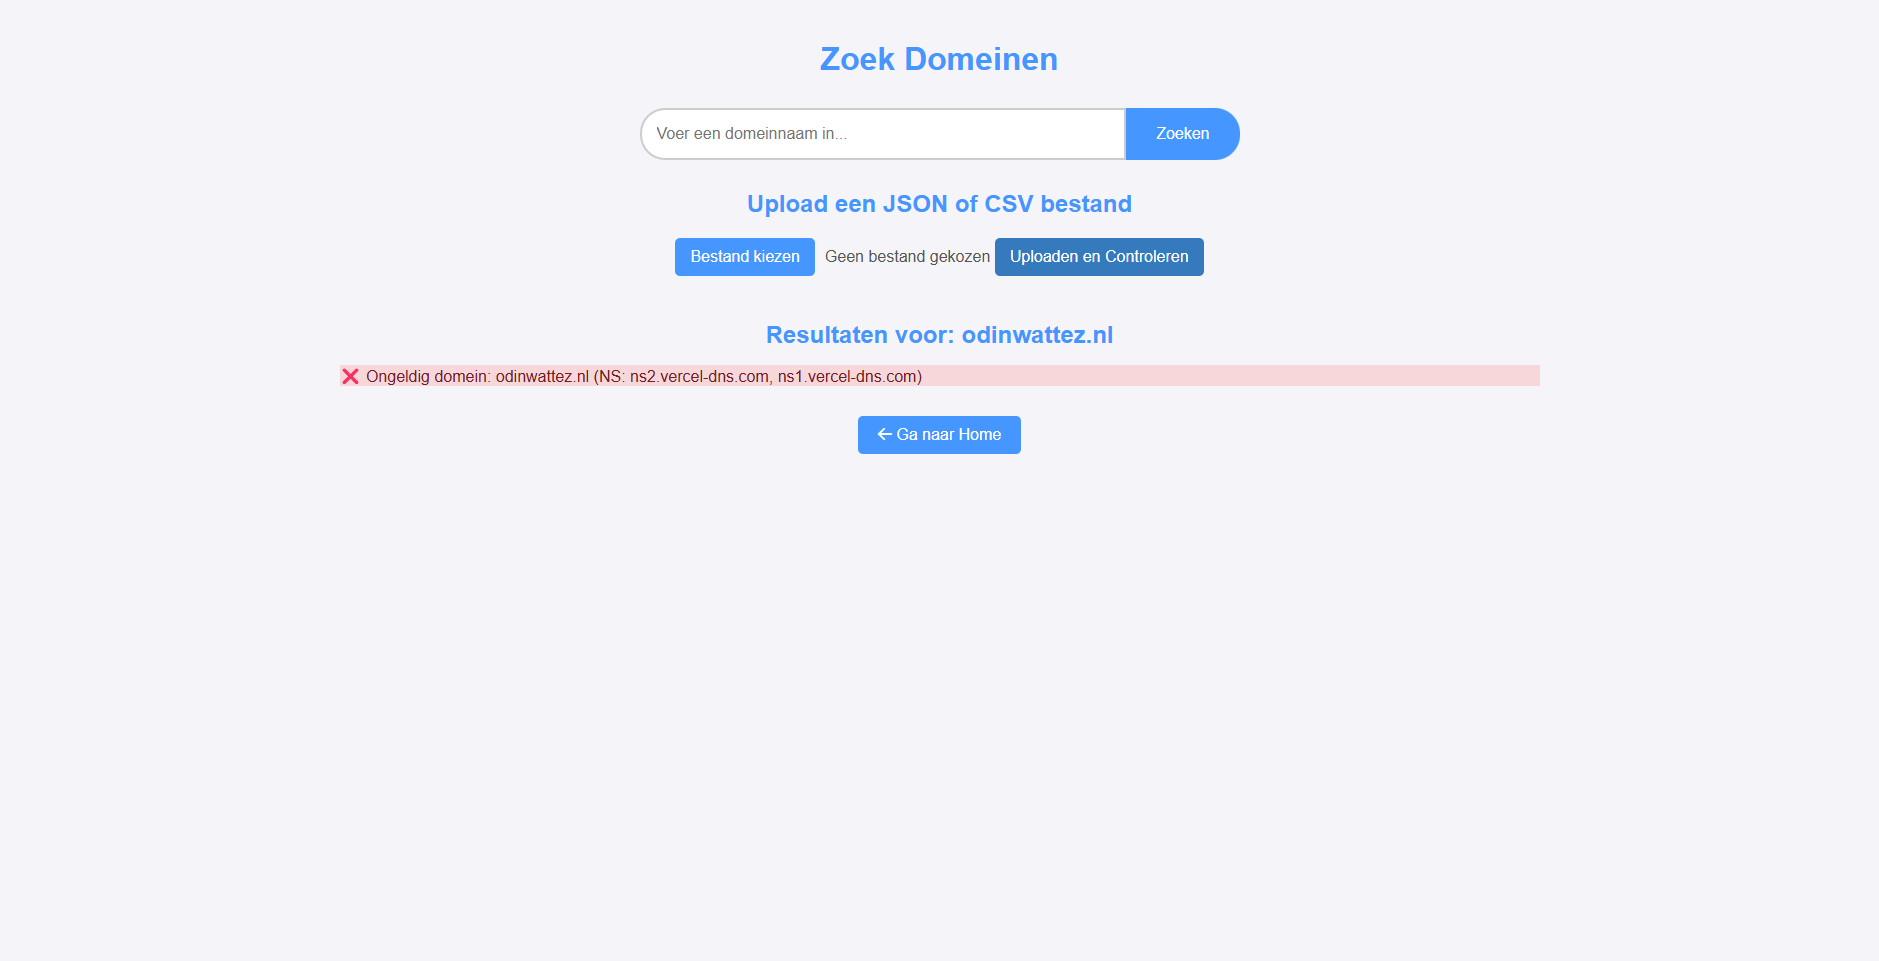 Zoek Domeinen
Voer een domeinnaam in...
Zoeken
Upload een JSON of CSV bestand
Bestand kiezen Geen bestand gekozen Uploaden en Controleren
Resultaten voor: odinwattez.nl
❌ Ongeldig domein: odinwattez.nl (NS: ns2.vercel-dns.com, ns1.vercel-dns.com)
← Ga naar Home